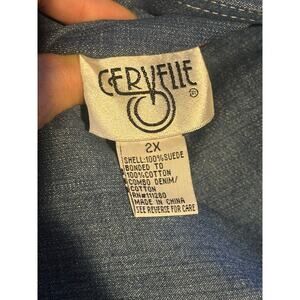 CERVELLE
®
2X
SHELL:100%SUEDE
BONDED TO
100%COTTON
COMBO DENIM/
COTTON
RN#111280
MADE IN CHINA
SEE REVERSE FOR CARE